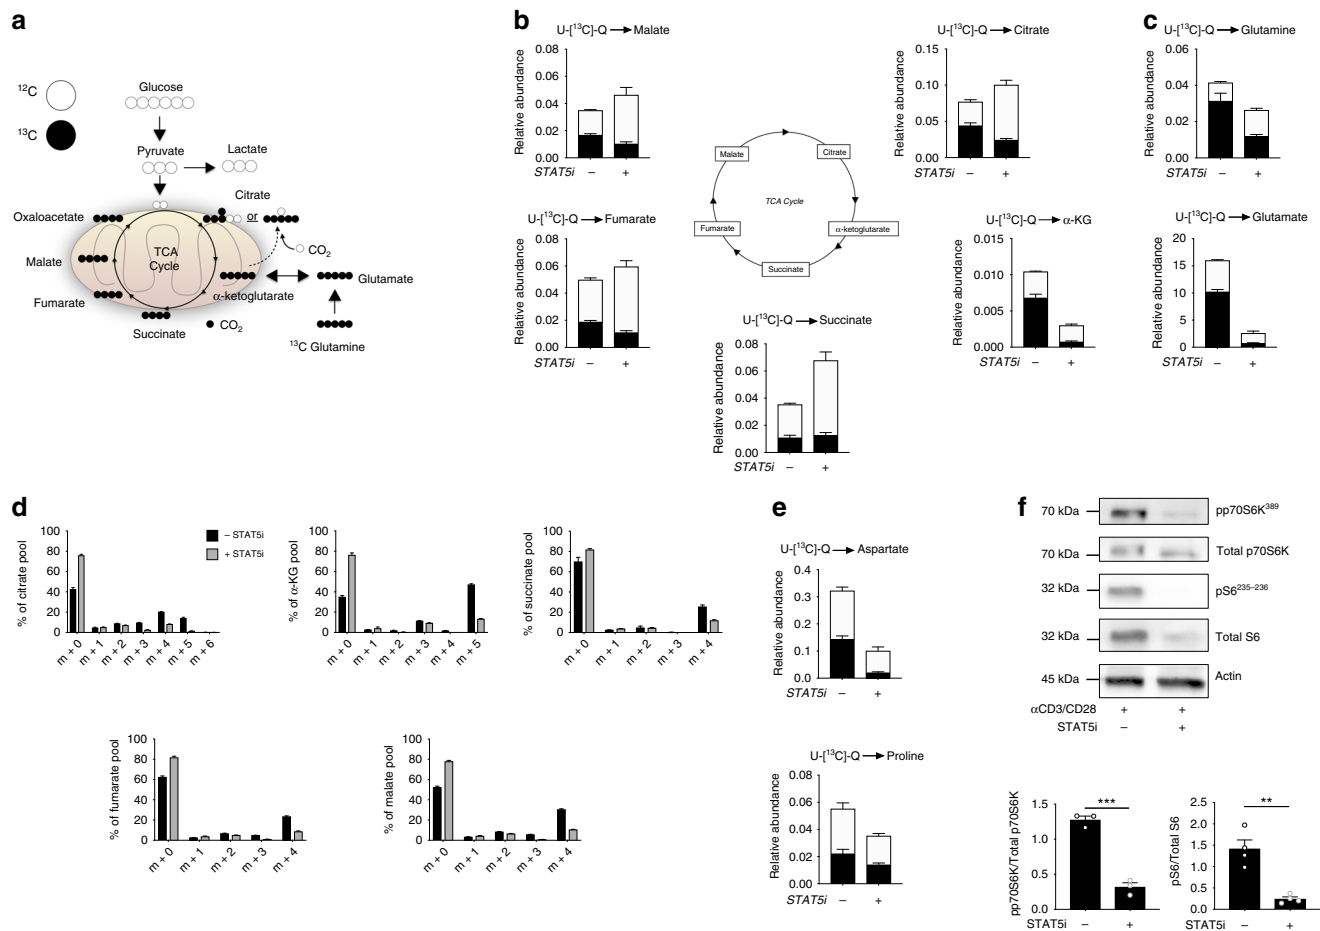 a
12C
13C
Glucose
Pyruvate
Lactate
Citrate
Oxaloacetate
or
CO2
TCA
Cycle
Malate
Glutamate
α-ketoglutarate
Fumarate
CO2
Succinate
13C Glutamine
b
U-[13C]-Q → Malate
Relative abundance
0.08
0.06
0.04
0.02
0.00
STAT5i – +
U-[13C]-Q → Citrate
Relative abundance
0.15
0.10
0.05
0.00
STAT5i – +
Malate
Citrate
TCA Cycle
Fumarate
α-ketoglutarate
Succinate
U-[13C]-Q → Fumarate
Relative abundance
0.08
0.06
0.04
0.02
0.00
STAT5i – +
U-[13C]-Q → α-KG
Relative abundance
0.015
0.010
0.005
0.000
STAT5i – +
U-[13C]-Q → Succinate
Relative abundance
0.08
0.06
0.04
0.02
0.00
STAT5i – +
c
U-[13C]-Q → Glutamine
Relative abundance
0.06
0.04
0.02
0.00
STAT5i – +
U-[13C]-Q → Glutamate
Relative abundance
20
15
10
5
0
STAT5i – +
d
– STAT5i
+ STAT5i
% of citrate pool
100
80
60
40
20
0
m + 0 m + 1 m + 2 m + 3 m + 4 m + 5 m + 6
% of α-KG pool
100
80
60
40
20
0
m + 0 m + 1 m + 2 m + 3 m + 4 m + 5
% of succinate pool
100
80
60
40
20
0
m + 0 m + 1 m + 2 m + 3 m + 4
% of fumarate pool
100
80
60
40
20
0
m + 0 m + 1 m + 2 m + 3 m + 4
% of malate pool
100
80
60
40
20
0
m + 0 m + 1 m + 2 m + 3 m + 4
e
U-[13C]-Q → Aspartate
Relative abundance
0.4
0.3
0.2
0.1
0.0
STAT5i – +
U-[13C]-Q → Proline
Relative abundance
0.08
0.06
0.04
0.02
0.00
STAT5i – +
f
70 kDa pp70S6K389
70 kDa Total p70S6K
32 kDa pS6235–236
32 kDa Total S6
45 kDa Actin
αCD3/CD28 + +
STAT5i – +
pp70S6K/Total p70S6K
1.5
1.0
0.5
0.0
***
STAT5i – +
pS6/Total S6
2.5
2.0
1.5
1.0
0.5
0.0
**
STAT5i – +